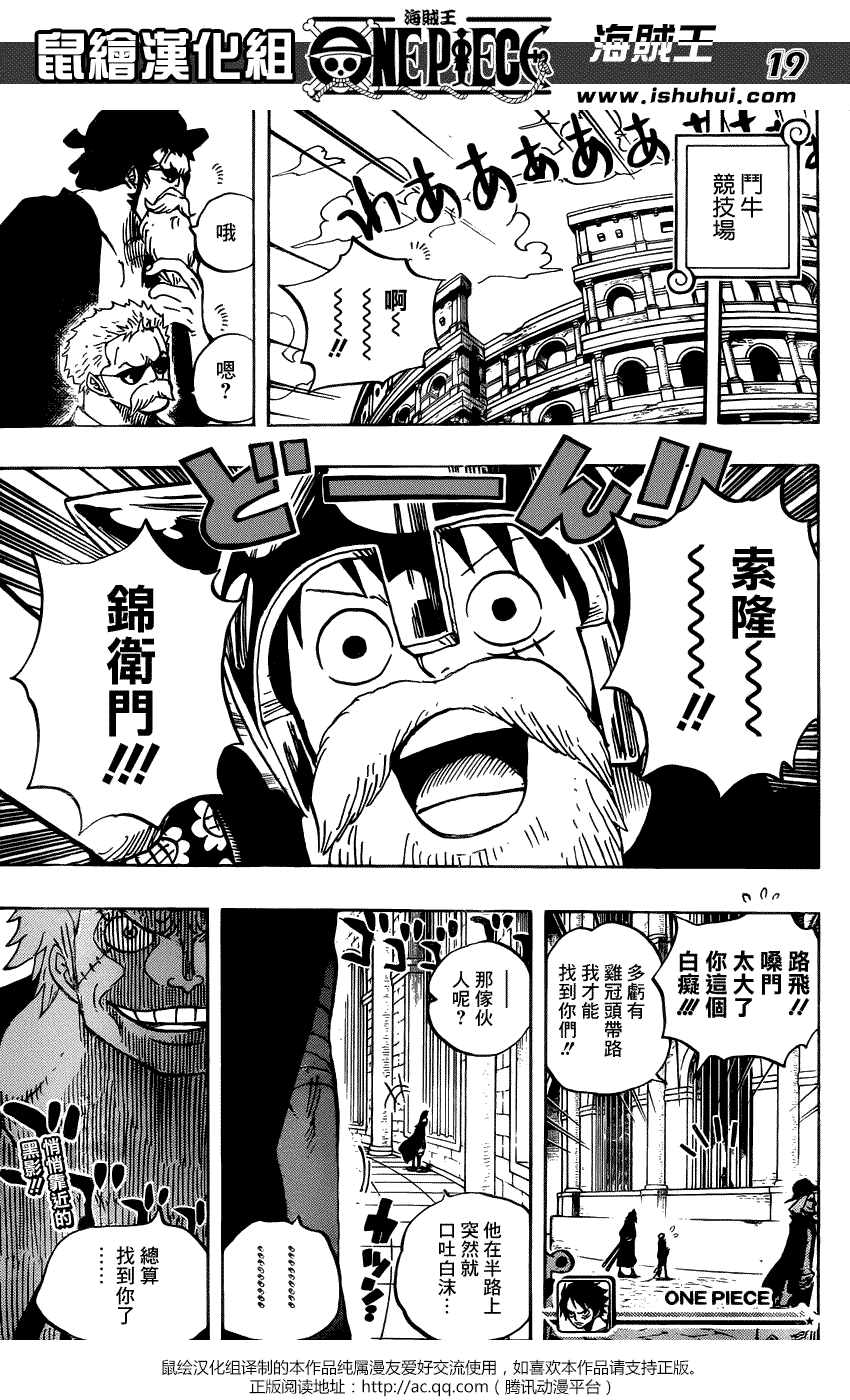 鼠繪漢化組
海賊王
ONE PIECE
海賊王
19
www.ishuhui.com
鬥牛
競技場
わあああぁぁぁ
啊
哦
嗯?
どーん!!
索隆
!!
錦衛門
!!!
路飛!!
嗓門
太大了
你這個
白癡!!!
多虧有
雞冠頭帶路
我才能
找到你們!!
——
那傢伙
人呢?
他在半路上
突然就
口吐白沫…
ゴゴゴゴ
悄悄靠近的
黑影!!
總算
找到你了
……
ONE PIECE
鼠绘汉化组译制的本作品纯属漫友爱好交流使用，如喜欢本作品请支持正版。
正版阅读地址：http://ac.qq.com（腾讯动漫平台）